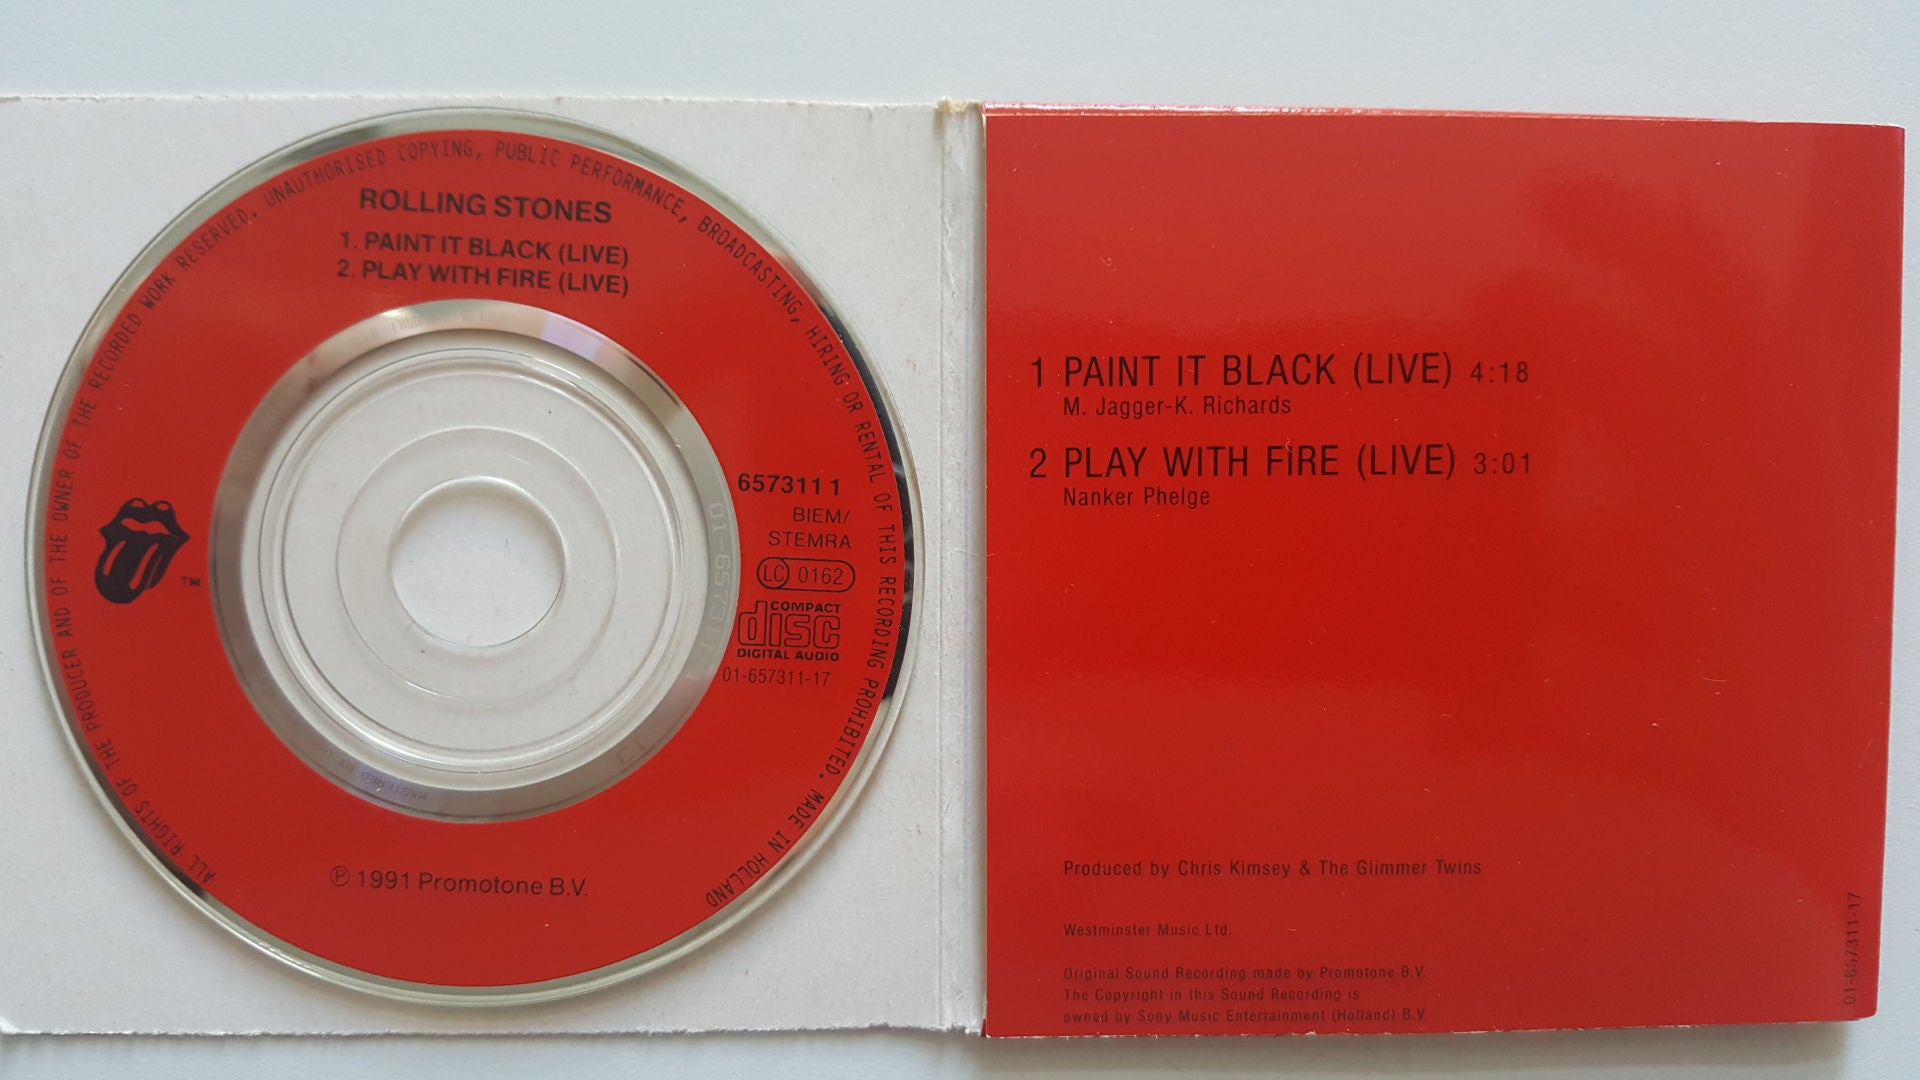 ALL RIGHTS OF THE PRODUCER AND OF THE OWNER OF THE RECORDED WORK RESERVED. UNAUTHORISED COPYING, PUBLIC PERFORMANCE, BROADCASTING, HIRING OR RENTAL OF THIS RECORDING PROHIBITED. MADE IN HOLLAND
ROLLING STONES
1. PAINT IT BLACK (LIVE)
2. PLAY WITH FIRE (LIVE)
657311 1
BIEM/
STEMRA
LC 0162
COMPACT
disc
DIGITAL AUDIO
01-657311-17
TM
℗ 1991 Promotone B.V.
MASTERED BY
13
1 PAINT IT BLACK (LIVE) 4:18
M. Jagger-K. Richards
2 PLAY WITH FIRE (LIVE) 3:01
Nanker Phelge
Produced by Chris Kimsey & The Glimmer Twins
Westminster Music Ltd.
Original Sound Recording made by Promotone B.V.
The Copyright in this Sound Recording is
owned by Sony Music Entertainment (Holland) B.V.
01-657311-17